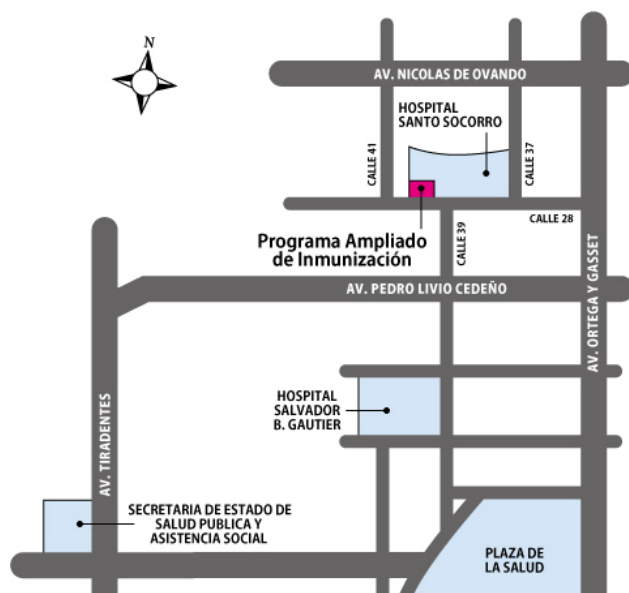 N
AV. NICOLAS DE OVANDO
HOSPITAL
SANTO SOCORRO
CALLE 41
CALLE 37
CALLE 28
Programa Ampliado
de Inmunización
CALLE 39
AV. PEDRO LIVIO CEDEÑO
AV. ORTEGA Y GASSET
HOSPITAL
SALVADOR
B. GAUTIER
AV. TIRADENTES
SECRETARIA DE ESTADO DE
SALUD PUBLICA Y
ASISTENCIA SOCIAL
PLAZA DE
LA SALUD